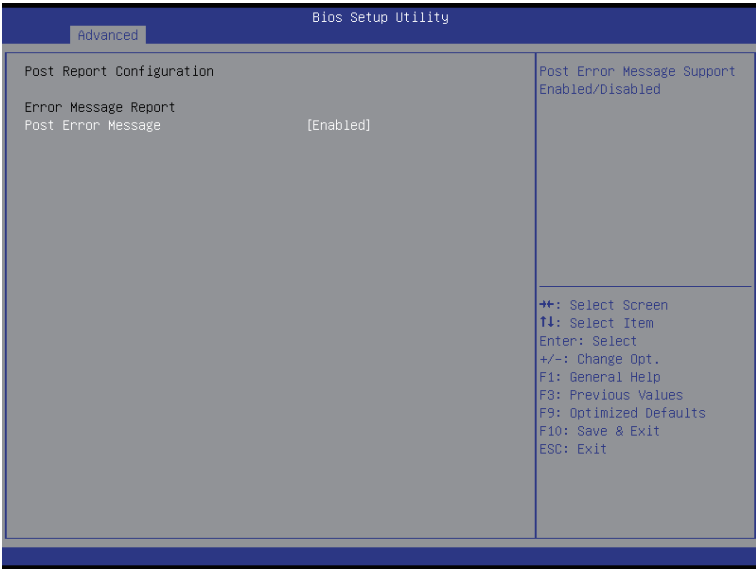 Bios Setup Utility
Advanced
Post Report Configuration
Error Message Report
Post Error Message [Enabled]
Post Error Message Support
Enabled/Disabled
→←: Select Screen
↑↓: Select Item
Enter: Select
+/-: Change Opt.
F1: General Help
F3: Previous Values
F9: Optimized Defaults
F10: Save & Exit
ESC: Exit